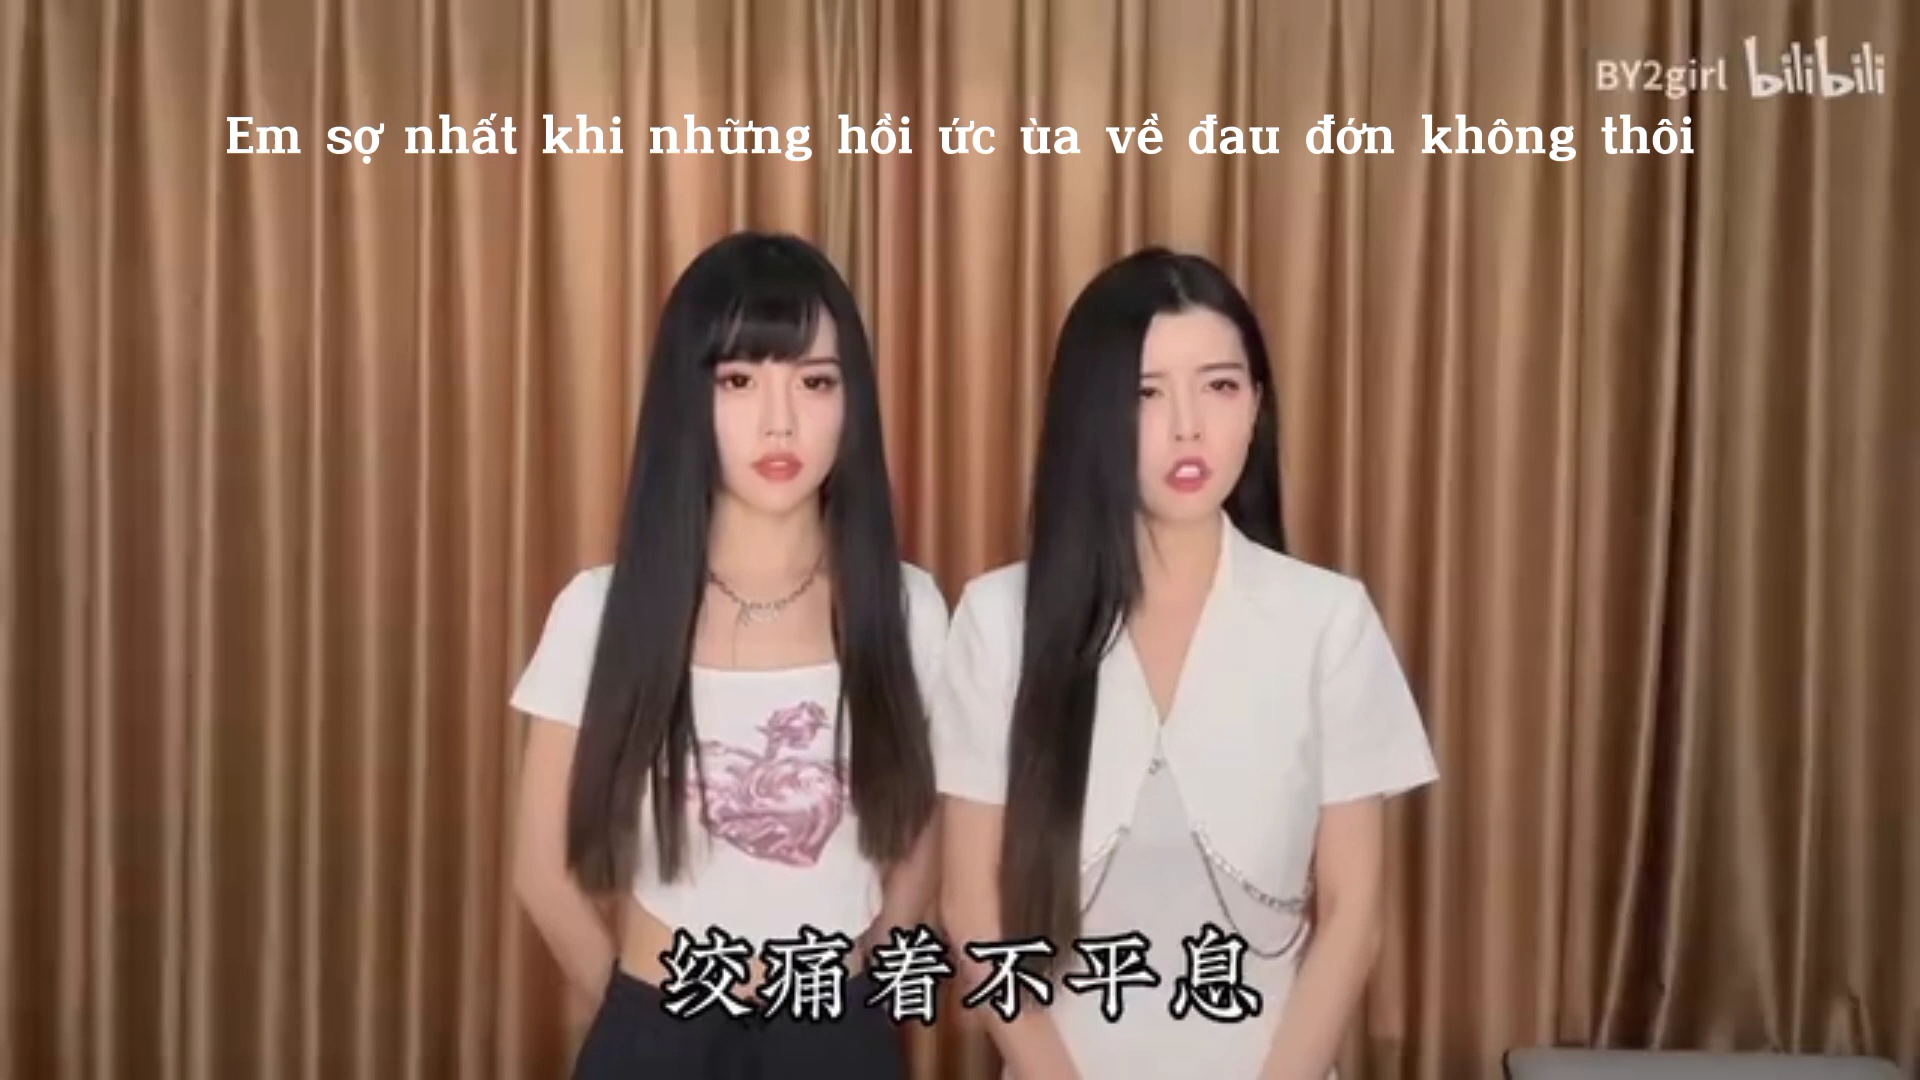 BY2girl bilibili
Em sợ nhất khi những hồi ức ùa về đau đớn không thôi
绞痛着不平息